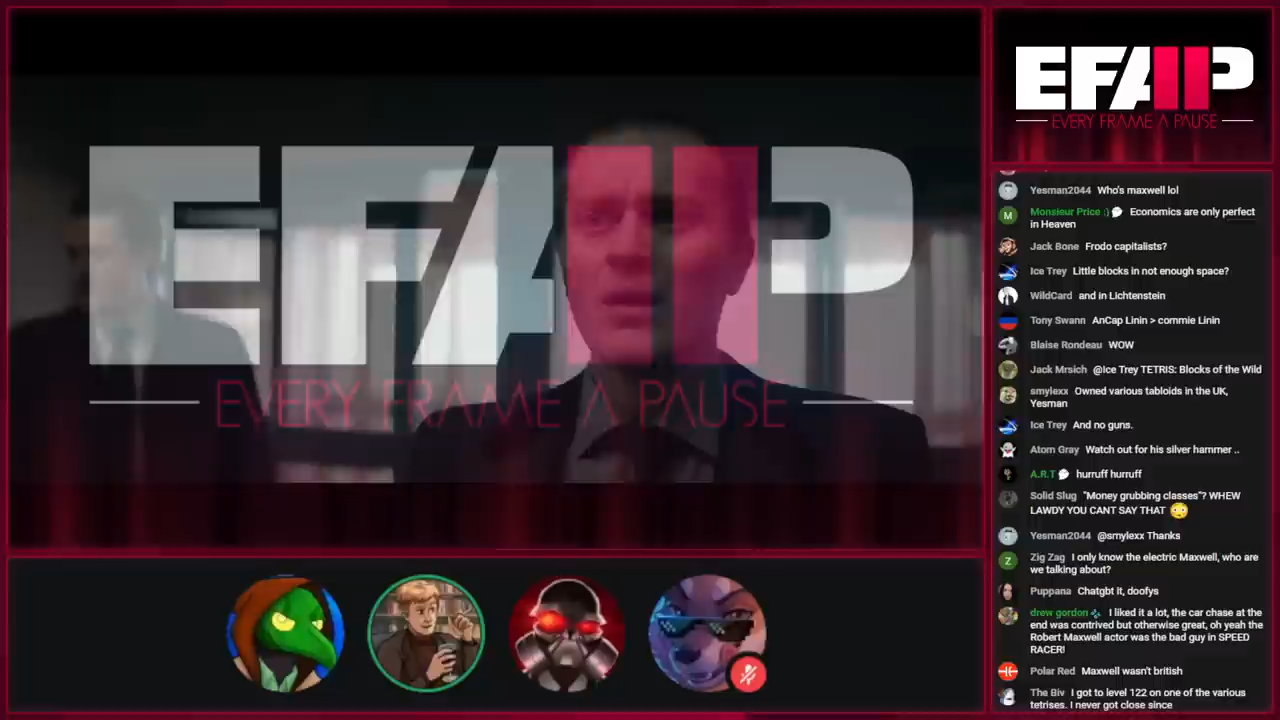 EFAP
EVERY FRAME A PAUSE
EFAP
EVERY FRAME A PAUSE
Yesman2044 Who's maxwell lol
Monsieur Price :) Economics are only perfect
in Heaven
Jack Bone Frodo capitalists?
Ice Trey Little blocks in not enough space?
WildCard and in Lichtenstein
Tony Swann AnCap Linin > commie Linin
Blaise Rondeau WOW
Jack Mrsich @Ice Trey TETRIS: Blocks of the Wild
smylexx Owned various tabloids in the UK,
Yesman
Ice Trey And no guns.
Atom Gray Watch out for his silver hammer ..
A.R.T hurruff hurruff
Solid Slug "Money grubbing classes"? WHEW
LAWDY YOU CANT SAY THAT 😳
Yesman2044 @smylexx Thanks
Zig Zag I only know the electric Maxwell, who are
we talking about?
Puppana Chatgbt it, doofys
drew gordon I liked it a lot, the car chase at the
end was contrived but otherwise great, oh yeah the
Robert Maxwell actor was the bad guy in SPEED
RACER!
Polar Red Maxwell wasn't british
The Biv I got to level 122 on one of the various
tetrises. I never got close since